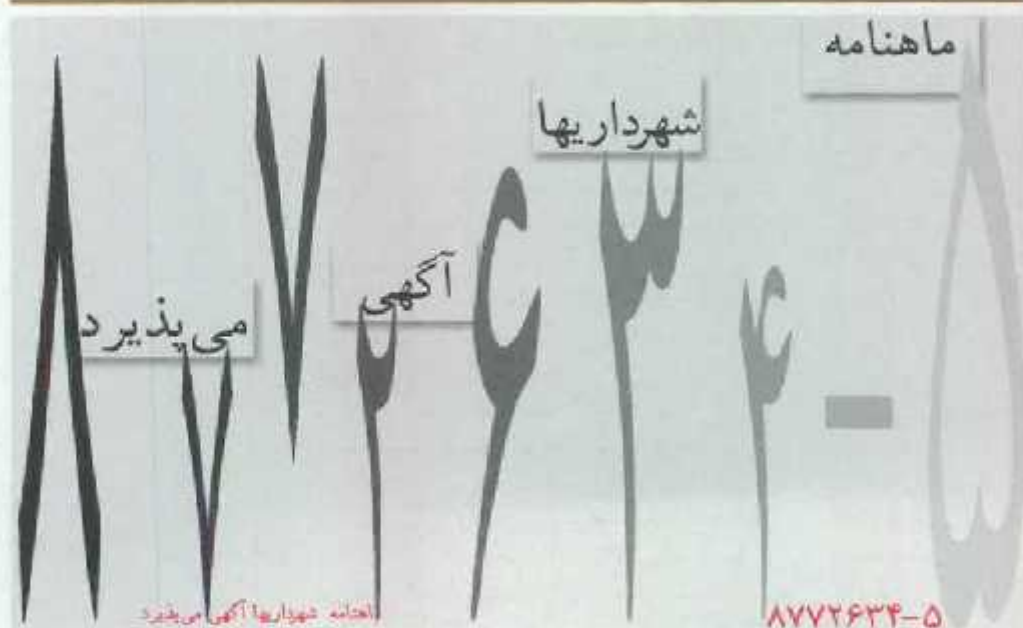 ماهنامه
شهرداریها
آگهی
می‌پذیرد
۸۷۷۲۶۳۴-۵
ماهنامه شهرداریها آگهی می‌پذیرد
۸۷۷۲۶۳۴-۵